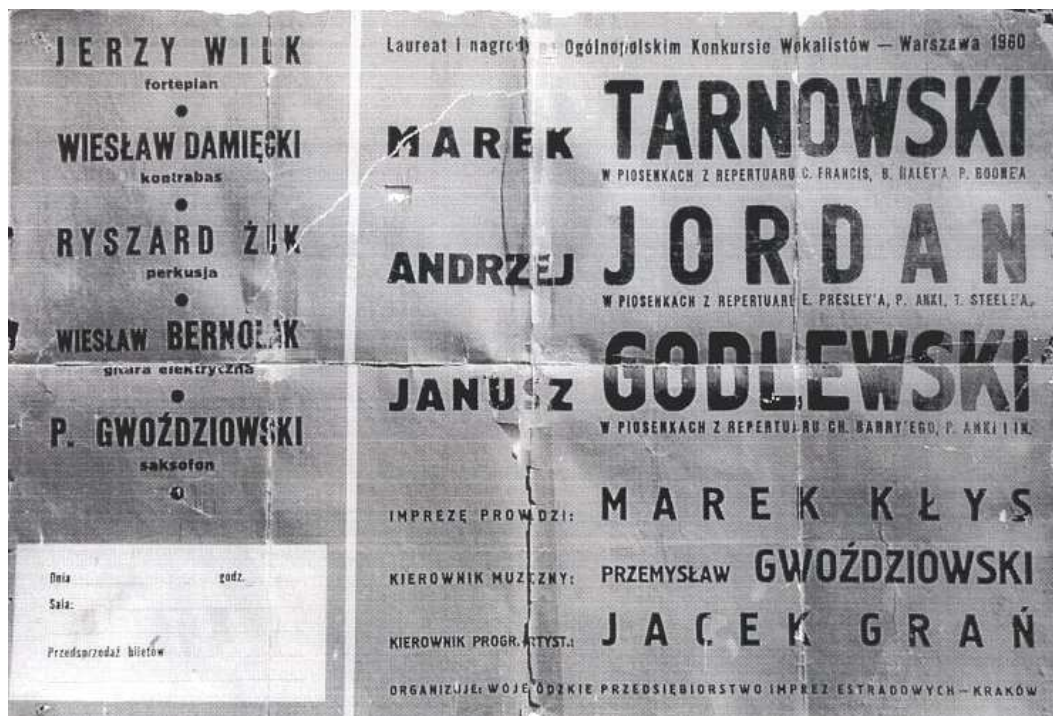 JERZY WILK
fortepian
WIESŁAW DAMIĘCKI
kontrabas
RYSZARD ŻUK
perkusja
WIESŁAW BERNOLAK
gitara elektryczna
P. GWOŹDZIOWSKI
saksofon
Dnia godz.
Sala:
Przedsprzedaż biletów
Laureat I nagrody Ogólnopolskim Konkursie Wokalistów — Warszawa 1960
MAREK TARNOWSKI
W PIOSENKACH Z REPERTUARU C. FRANCIS, B. HALEY'A P. BOONE'A
ANDRZEJ JORDAN
W PIOSENKACH Z REPERTUARU E. PRESLEY'A, P. ANKI, T. STEELE'A,
JANUSZ GODLEWSKI
W PIOSENKACH Z REPERTUARU CH. BARRY'EGO, P. ANKI I IN.
IMPREZĘ PROWADZI: MAREK KŁYS
KIEROWNIK MUZYCZNY: PRZEMYSŁAW GWOŹDZIOWSKI
KIEROWNIK PROGR. ARTYST.: JACEK GRAŃ
ORGANIZUJE: WOJEWÓDZKIE PRZEDSIĘBIORSTWO IMPREZ ESTRADOWYCH — KRAKÓW